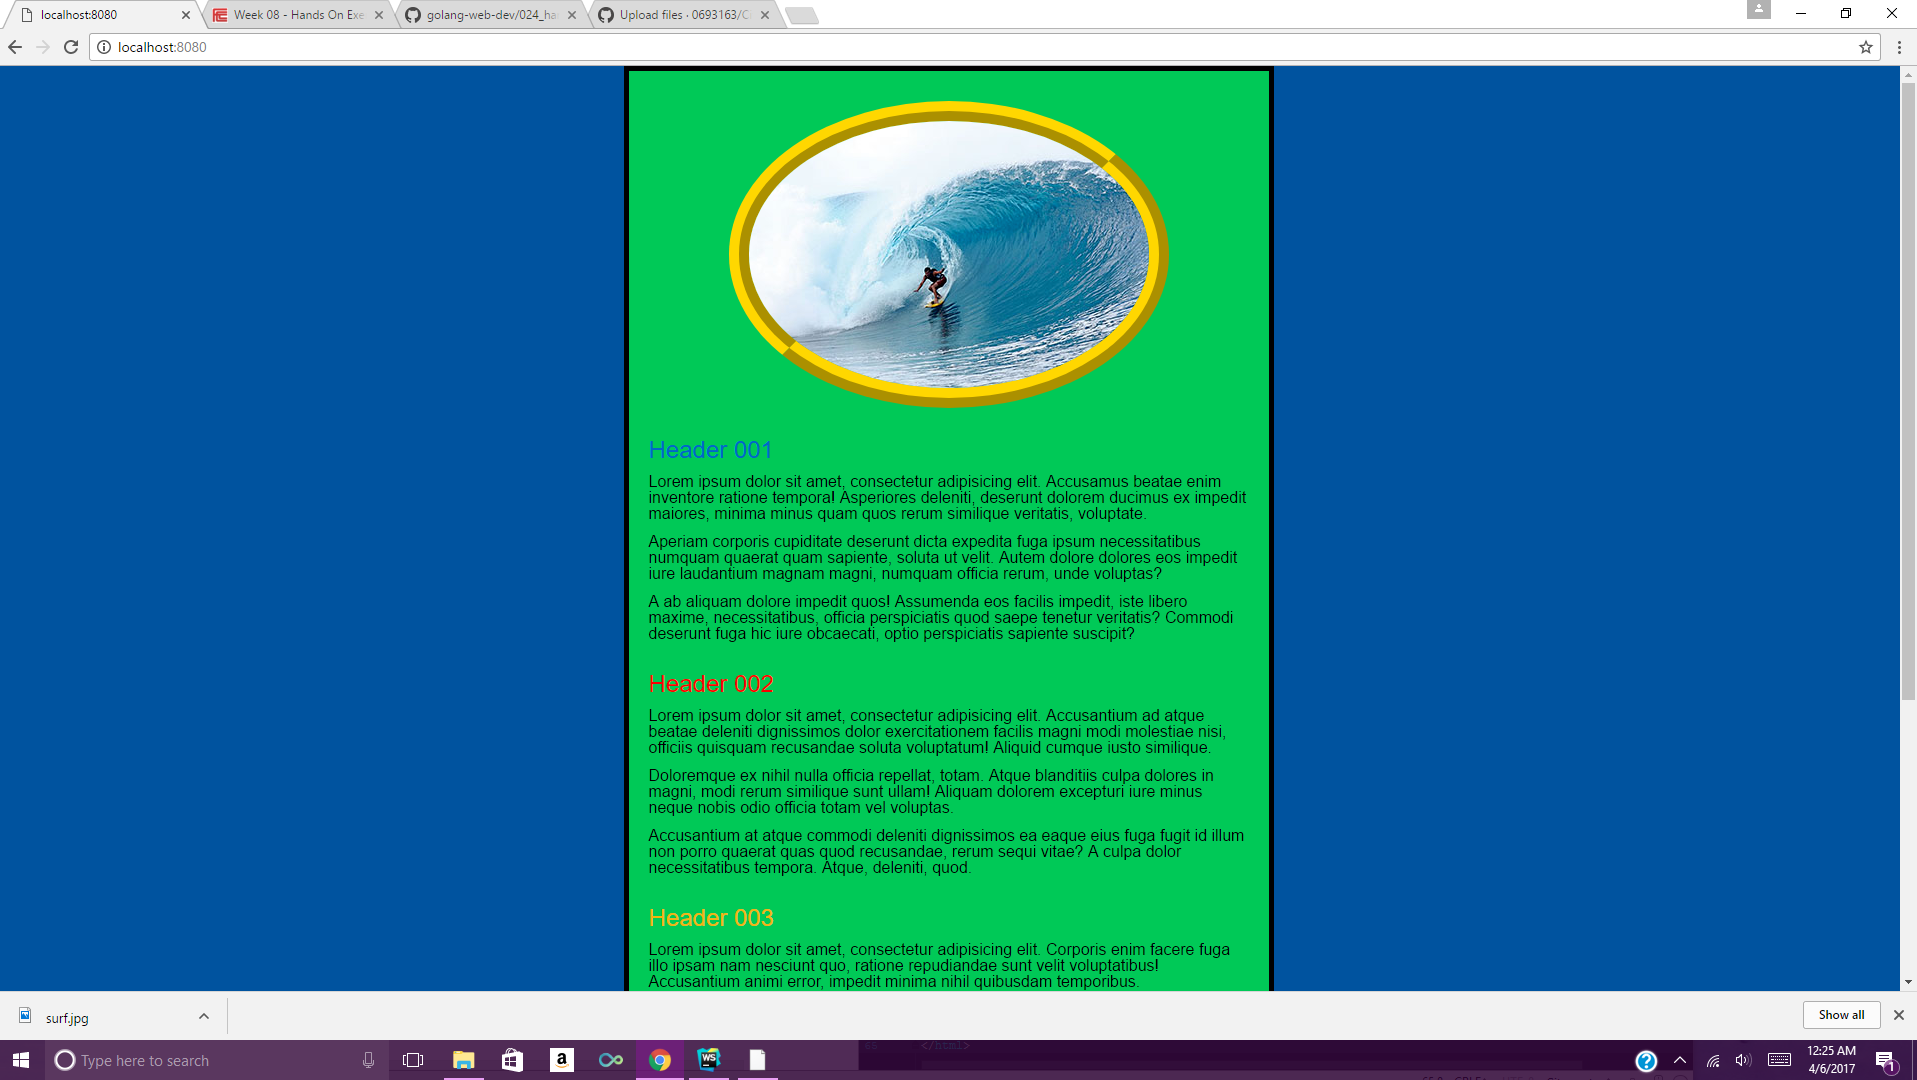 localhost:8080
Week 08 - Hands On Exe
golang-web-dev/024_ha
Upload files · 0693163/C
localhost:8080
Header 001
Lorem ipsum dolor sit amet, consectetur adipisicing elit. Accusamus beatae enim
inventore ratione tempora! Asperiores deleniti, deserunt dolorem ducimus ex impedit
maiores, minima minus quam quos rerum similique veritatis, voluptate.
Aperiam corporis cupiditate deserunt dicta expedita fuga ipsum necessitatibus
numquam quaerat quam sapiente, soluta ut velit. Autem dolore dolores eos impedit
iure laudantium magnam magni, numquam officia rerum, unde voluptas?
A ab aliquam dolore impedit quos! Assumenda eos facilis impedit, iste libero
maxime, necessitatibus, officia perspiciatis quod saepe tenetur veritatis? Commodi
deserunt fuga hic iure obcaecati, optio perspiciatis sapiente suscipit?
Header 002
Lorem ipsum dolor sit amet, consectetur adipisicing elit. Accusantium ad atque
beatae deleniti dignissimos dolor exercitationem facilis magni modi molestiae nisi,
officiis quisquam recusandae soluta voluptatum! Aliquid cumque iusto similique.
Doloremque ex nihil nulla officia repellat, totam. Atque blanditiis culpa dolores in
magni, modi rerum similique sunt ullam! Aliquam dolorem excepturi iure minus
neque nobis odio officia totam vel voluptas.
Accusantium at atque commodi deleniti dignissimos ea eaque eius fuga fugit id illum
non porro quaerat quas quod recusandae, rerum sequi vitae? A culpa dolor
necessitatibus tempora. Atque, deleniti, quod.
Header 003
Lorem ipsum dolor sit amet, consectetur adipisicing elit. Corporis enim facere fuga
illo ipsam nam nesciunt quo, ratione repudiandae sunt velit voluptatibus!
Accusantium animi error, impedit minima nihil quibusdam temporibus.
surf.jpg
Show all
Type here to search
a
WS
65 </html>
?
12:25 AM
4/6/2017
1